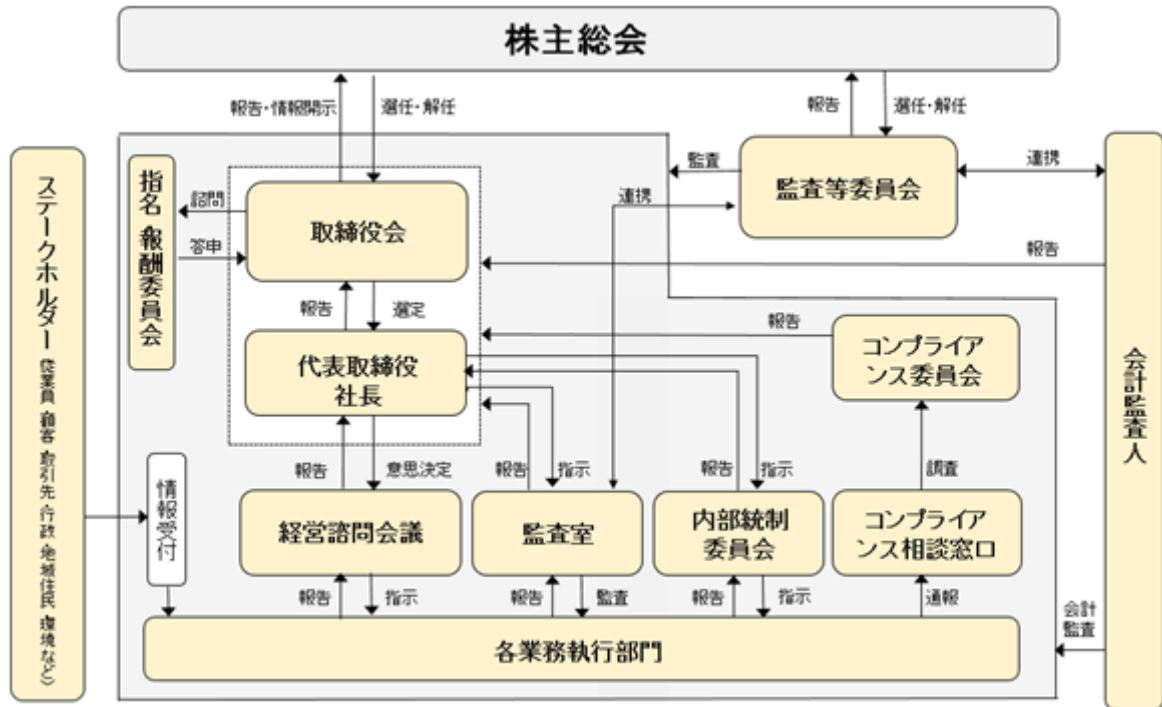 株主総会
報告・情報開示
選任・解任
報告
選任・解任
ステークホルダー（従業員・顧客・取引先・行政・地域住民・環境など）
指名・報酬委員会
諮問
答申
取締役会
監査
監査等委員会
連携
連携
報告
報告
選定
代表取締役
社長
報告
コンプライア
ンス委員会
会計監査人
報告
意思決定
報告
指示
報告
指示
調査
情報受付
経営諮問会議
監査室
内部統制
委員会
コンプライア
ンス相談窓口
報告
指示
報告
監査
報告
指示
通報
会計
監査
各業務執行部門